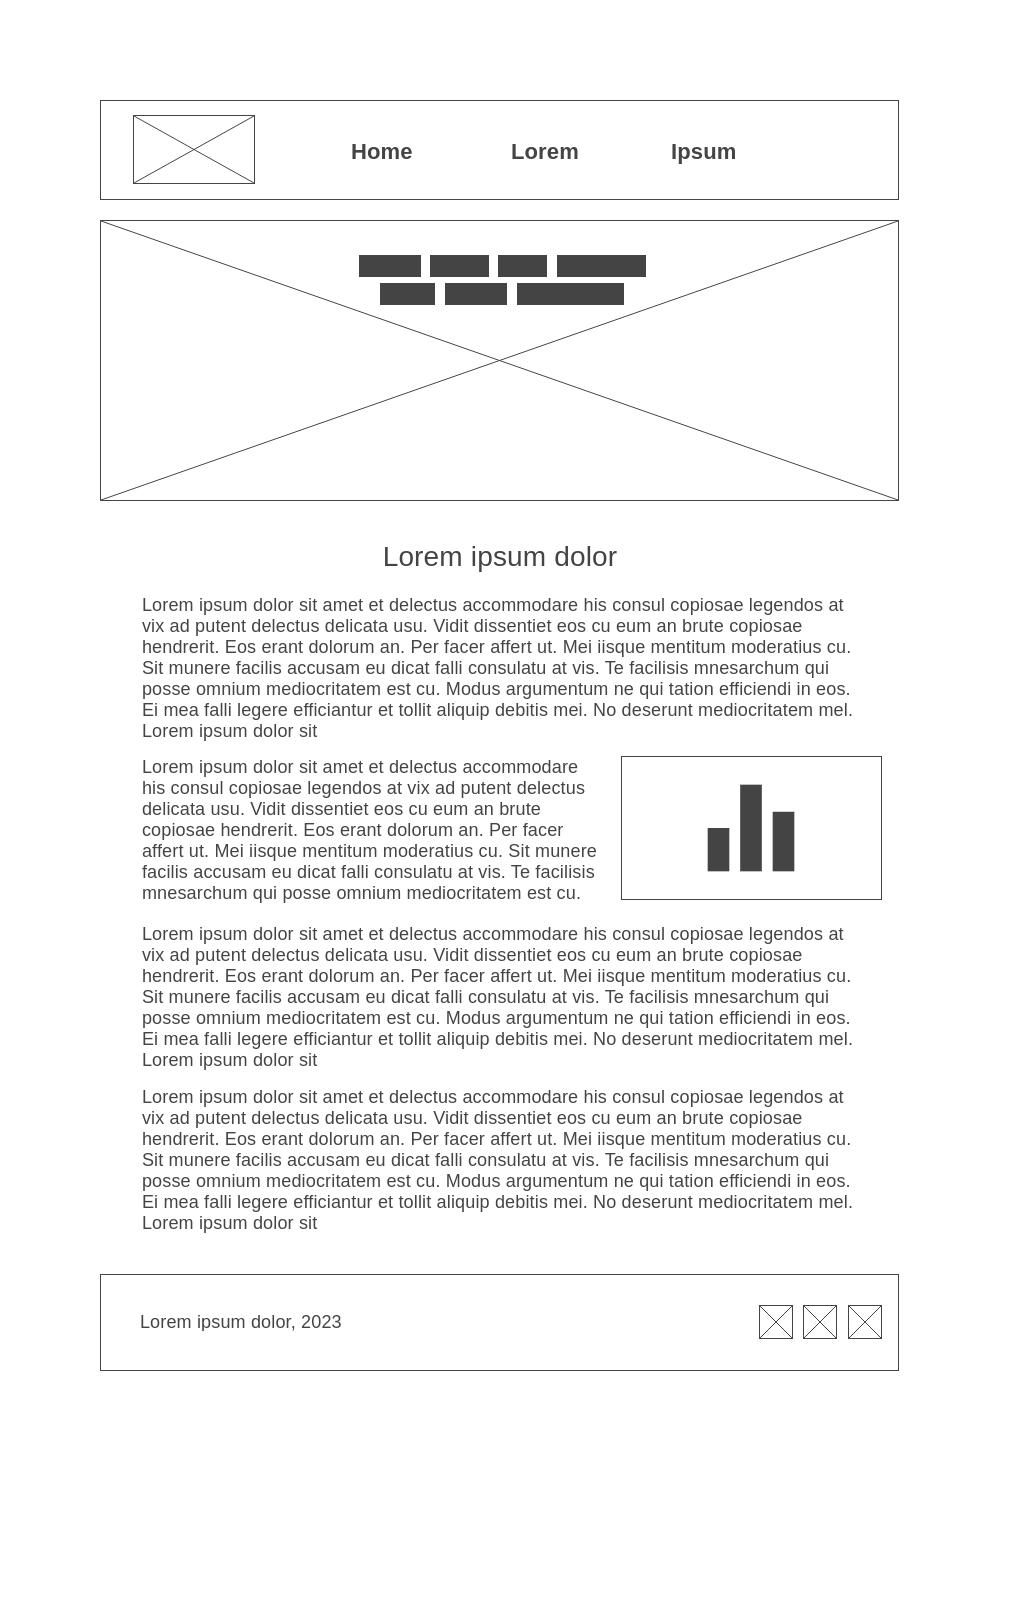 Home Lorem Ipsum
Lorem ipsum dolor
Lorem ipsum dolor sit amet et delectus accommodare his consul copiosae legendos at
vix ad putent delectus delicata usu. Vidit dissentiet eos cu eum an brute copiosae
hendrerit. Eos erant dolorum an. Per facer affert ut. Mei iisque mentitum moderatius cu.
Sit munere facilis accusam eu dicat falli consulatu at vis. Te facilisis mnesarchum qui
posse omnium mediocritatem est cu. Modus argumentum ne qui tation efficiendi in eos.
Ei mea falli legere efficiantur et tollit aliquip debitis mei. No deserunt mediocritatem mel.
Lorem ipsum dolor sit
Lorem ipsum dolor sit amet et delectus accommodare
his consul copiosae legendos at vix ad putent delectus
delicata usu. Vidit dissentiet eos cu eum an brute
copiosae hendrerit. Eos erant dolorum an. Per facer
affert ut. Mei iisque mentitum moderatius cu. Sit munere
facilis accusam eu dicat falli consulatu at vis. Te facilisis
mnesarchum qui posse omnium mediocritatem est cu.
Lorem ipsum dolor sit amet et delectus accommodare his consul copiosae legendos at
vix ad putent delectus delicata usu. Vidit dissentiet eos cu eum an brute copiosae
hendrerit. Eos erant dolorum an. Per facer affert ut. Mei iisque mentitum moderatius cu.
Sit munere facilis accusam eu dicat falli consulatu at vis. Te facilisis mnesarchum qui
posse omnium mediocritatem est cu. Modus argumentum ne qui tation efficiendi in eos.
Ei mea falli legere efficiantur et tollit aliquip debitis mei. No deserunt mediocritatem mel.
Lorem ipsum dolor sit
Lorem ipsum dolor sit amet et delectus accommodare his consul copiosae legendos at
vix ad putent delectus delicata usu. Vidit dissentiet eos cu eum an brute copiosae
hendrerit. Eos erant dolorum an. Per facer affert ut. Mei iisque mentitum moderatius cu.
Sit munere facilis accusam eu dicat falli consulatu at vis. Te facilisis mnesarchum qui
posse omnium mediocritatem est cu. Modus argumentum ne qui tation efficiendi in eos.
Ei mea falli legere efficiantur et tollit aliquip debitis mei. No deserunt mediocritatem mel.
Lorem ipsum dolor sit
Lorem ipsum dolor, 2023